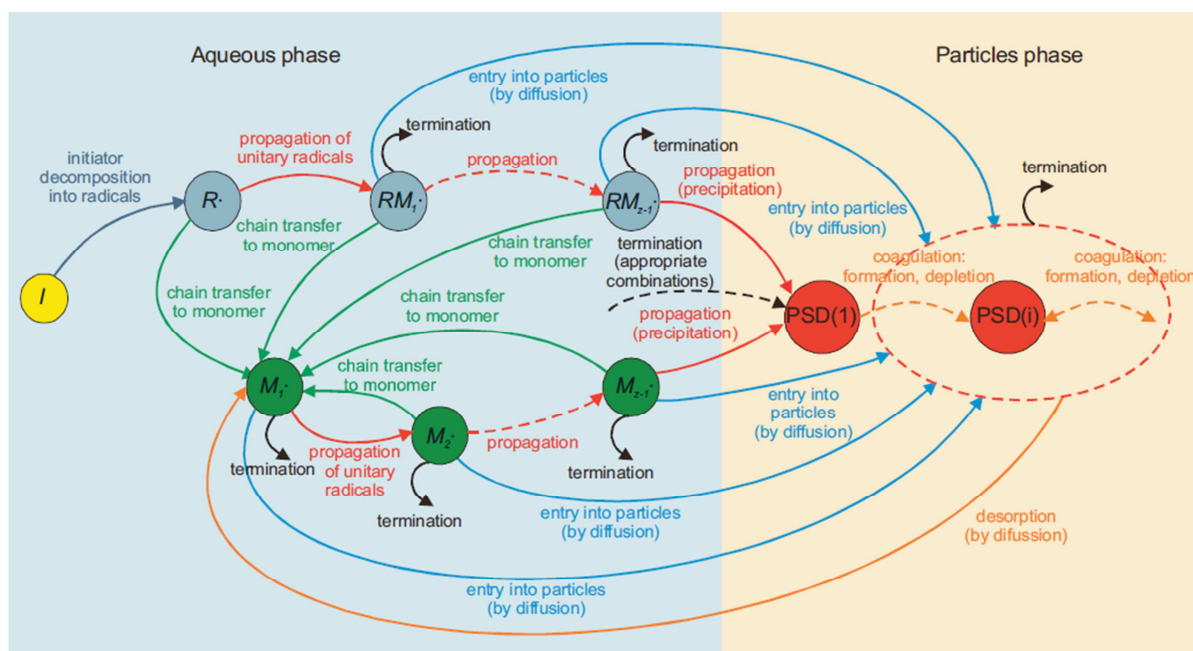 Aqueous phase
Particles phase
entry into particles
(by diffusion)
termination
propagation of
unitary radicals
propagation
termination
propagation
(precipitation)
termination
initiator
decomposition
into radicals
R·
RM1·
RMz-1·
entry into particles
(by diffusion)
chain transfer
to monomer
chain transfer
to monomer
termination
(appropriate
combinations)
coagulation:
formation, depletion
coagulation:
formation, depletion
I
chain transfer
to monomer
chain transfer
to monomer
propagation
(precipitation)
PSD(1)
PSD(i)
M1·
chain transfer
to monomer
Mz-1·
M2·
propagation
entry into
particles
(by diffusion)
termination
propagation
of unitary
radicals
termination
termination
entry into particles
(by diffusion)
desorption
(by difussion)
entry into particles
(by diffusion)